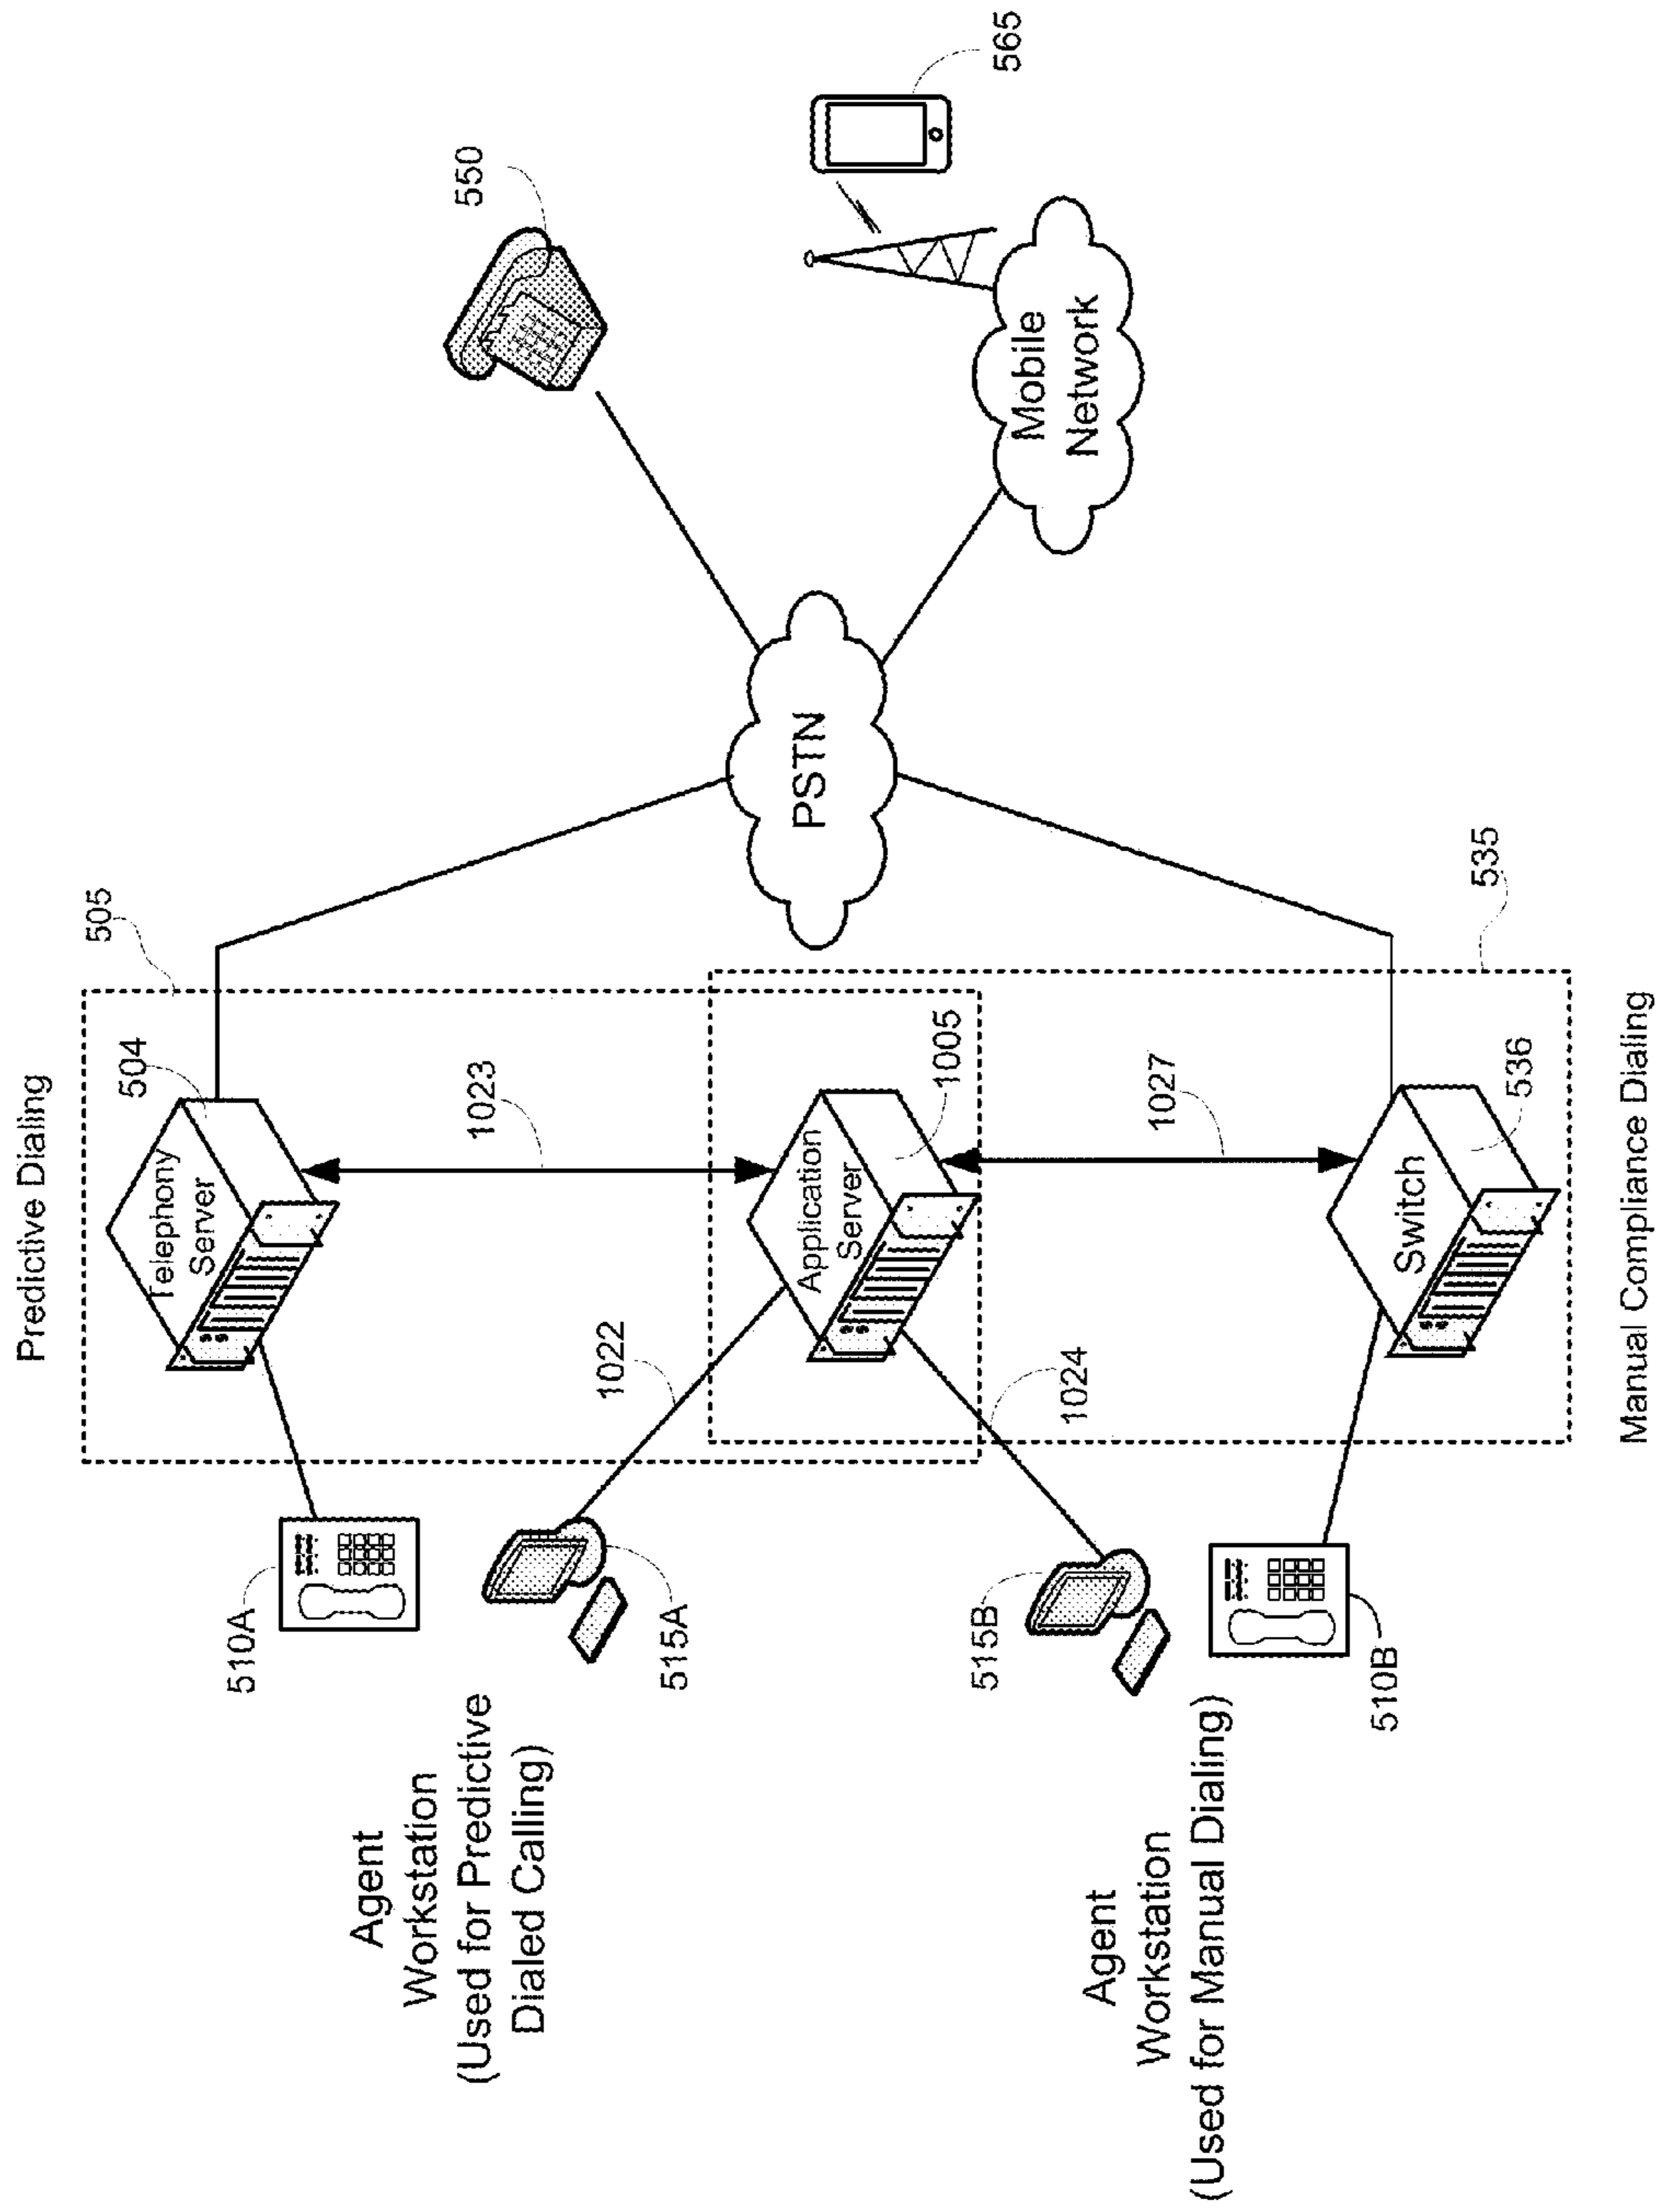 Predictive Dialing
505
504
Telephony
Server
550
510A
1023
Agent
Workstation
(Used for Predictive
Dialed Calling)
1022
515A
PSTN
Application
Server
1005
565
Mobile
Network
515B
1024
1027
Agent
Workstation
(Used for Manual Dialing)
510B
Switch
536
535
Manual Compliance Dialing